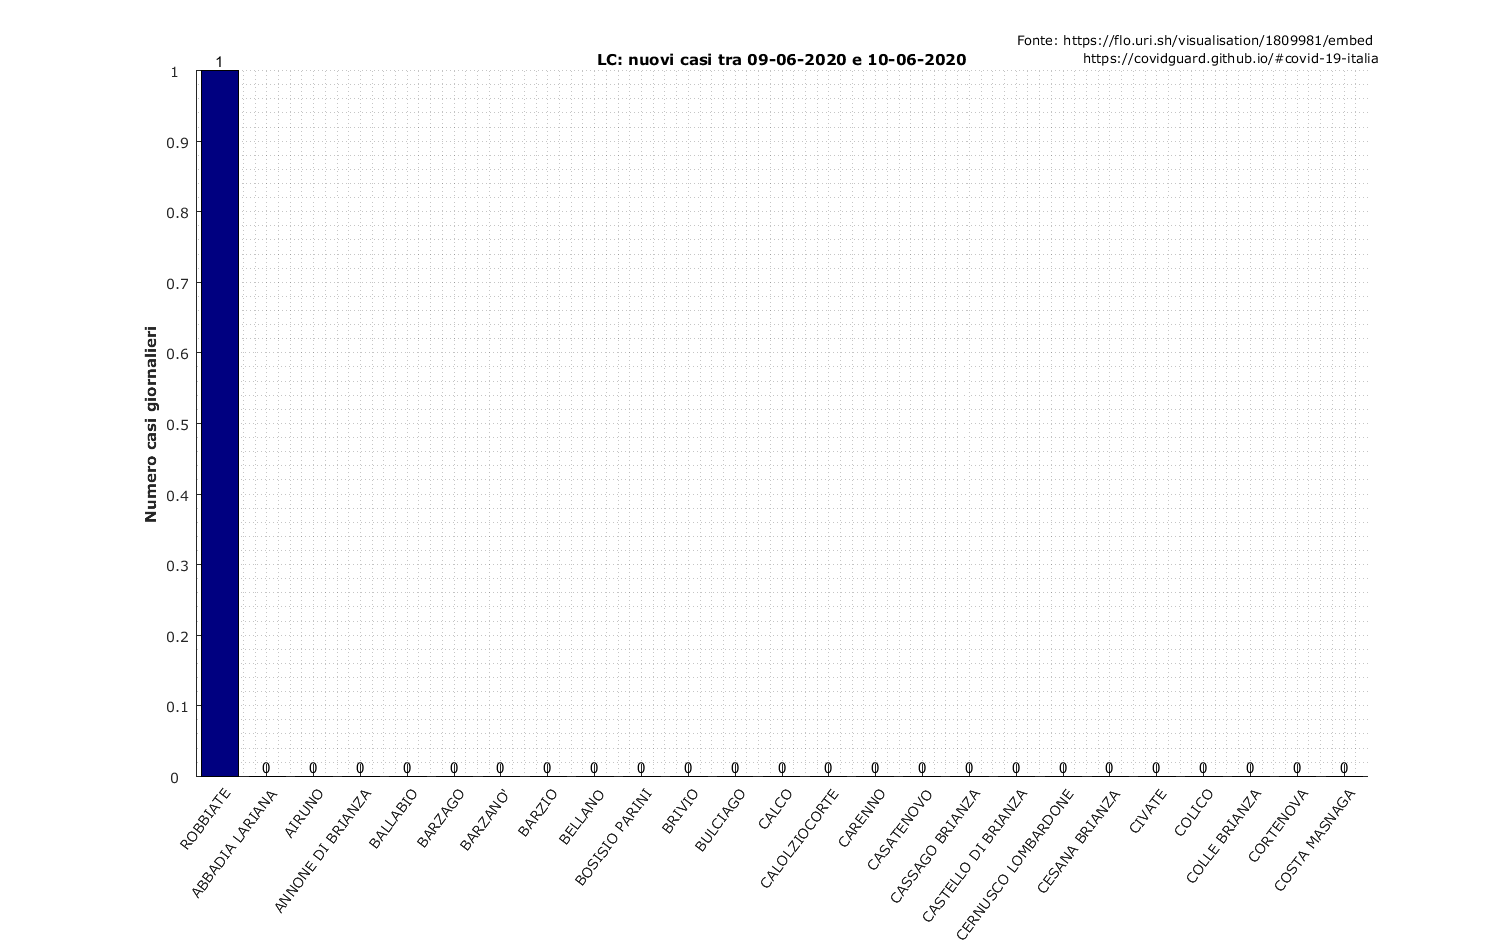 Fonte: https://flo.uri.sh/visualisation/1809981/embed
https://covidguard.github.io/#covid-19-italia
LC: nuovi casi tra 09-06-2020 e 10-06-2020
Numero casi giornalieri
1
0.9
0.8
0.7
0.6
0.5
0.4
0.3
0.2
0.1
0
1
0 0 0 0 0 0 0 0 0 0 0 0 0 0 0 0 0 0 0 0 0 0 0 0
ROBBIATE
ABBADIA LARIANA
AIRUNO
ANNONE DI BRIANZA
BALLABIO
BARZAGO
BARZANO'
BARZIO
BELLANO
BOSISIO PARINI
BRIVIO
BULCIAGO
CALCO
CALOLZIOCORTE
CARENNO
CASATENOVO
CASSAGO BRIANZA
CASTELLO DI BRIANZA
CERNUSCO LOMBARDONE
CESANA BRIANZA
CIVATE
COLICO
COLLE BRIANZA
CORTENOVA
COSTA MASNAGA